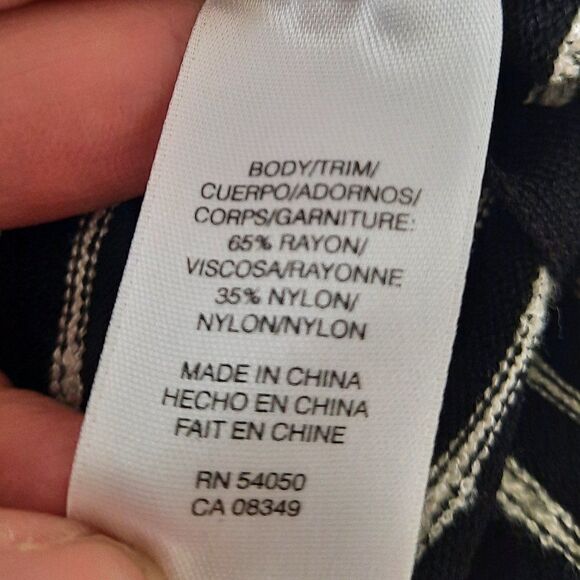 BODY/TRIM/
CUERPO/ADORNOS/
CORPS/GARNITURE:
65% RAYON/
VISCOSA/RAYONNE
35% NYLON/
NYLON/NYLON
MADE IN CHINA
HECHO EN CHINA
FAIT EN CHINE
RN 54050
CA 08349